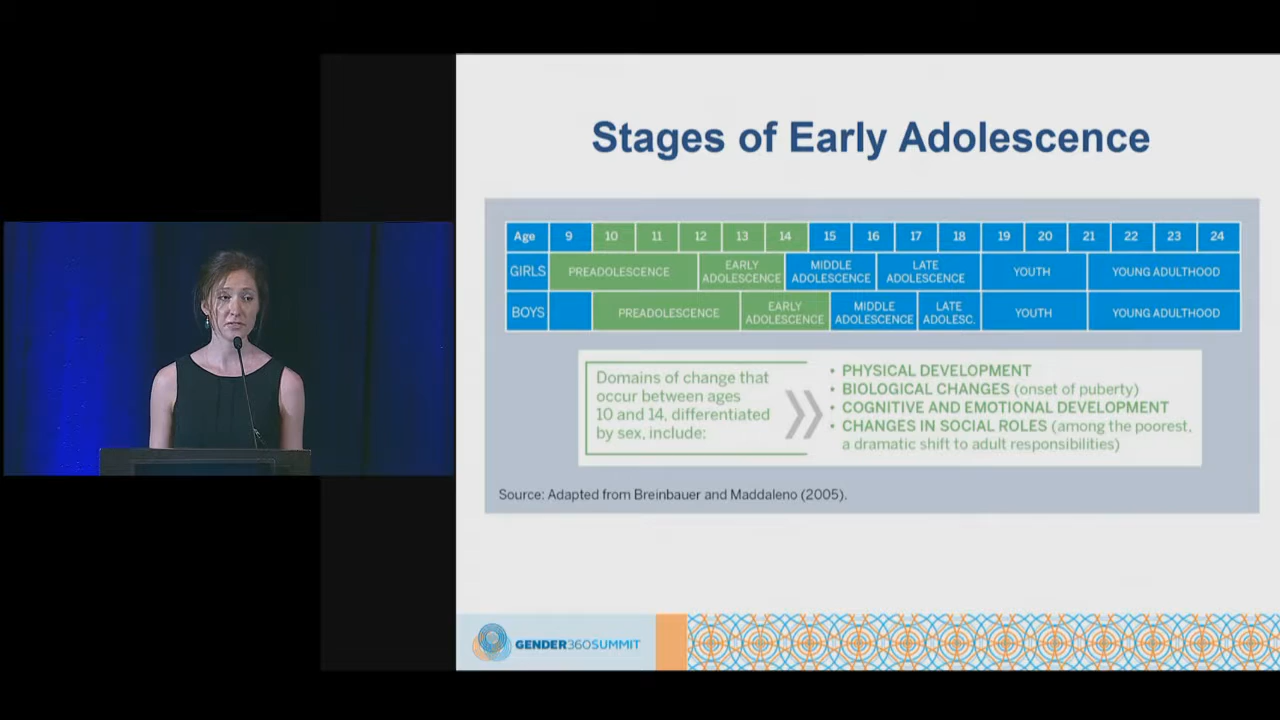 Stages of Early Adolescence
Age 9 10 11 12 13 14 15 16 17 18 19 20 21 22 23 24
GIRLS PREADOLESCENCE EARLY ADOLESCENCE MIDDLE ADOLESCENCE LATE ADOLESCENCE YOUTH YOUNG ADULTHOOD
BOYS PREADOLESCENCE EARLY ADOLESCENCE MIDDLE ADOLESCENCE LATE ADOLESC. YOUTH YOUNG ADULTHOOD
Domains of change that
occur between ages
10 and 14, differentiated
by sex, include:
• PHYSICAL DEVELOPMENT
• BIOLOGICAL CHANGES (onset of puberty)
• COGNITIVE AND EMOTIONAL DEVELOPMENT
• CHANGES IN SOCIAL ROLES (among the poorest,
a dramatic shift to adult responsibilities)
Source: Adapted from Breinbauer and Maddaleno (2005).
GENDER360SUMMIT